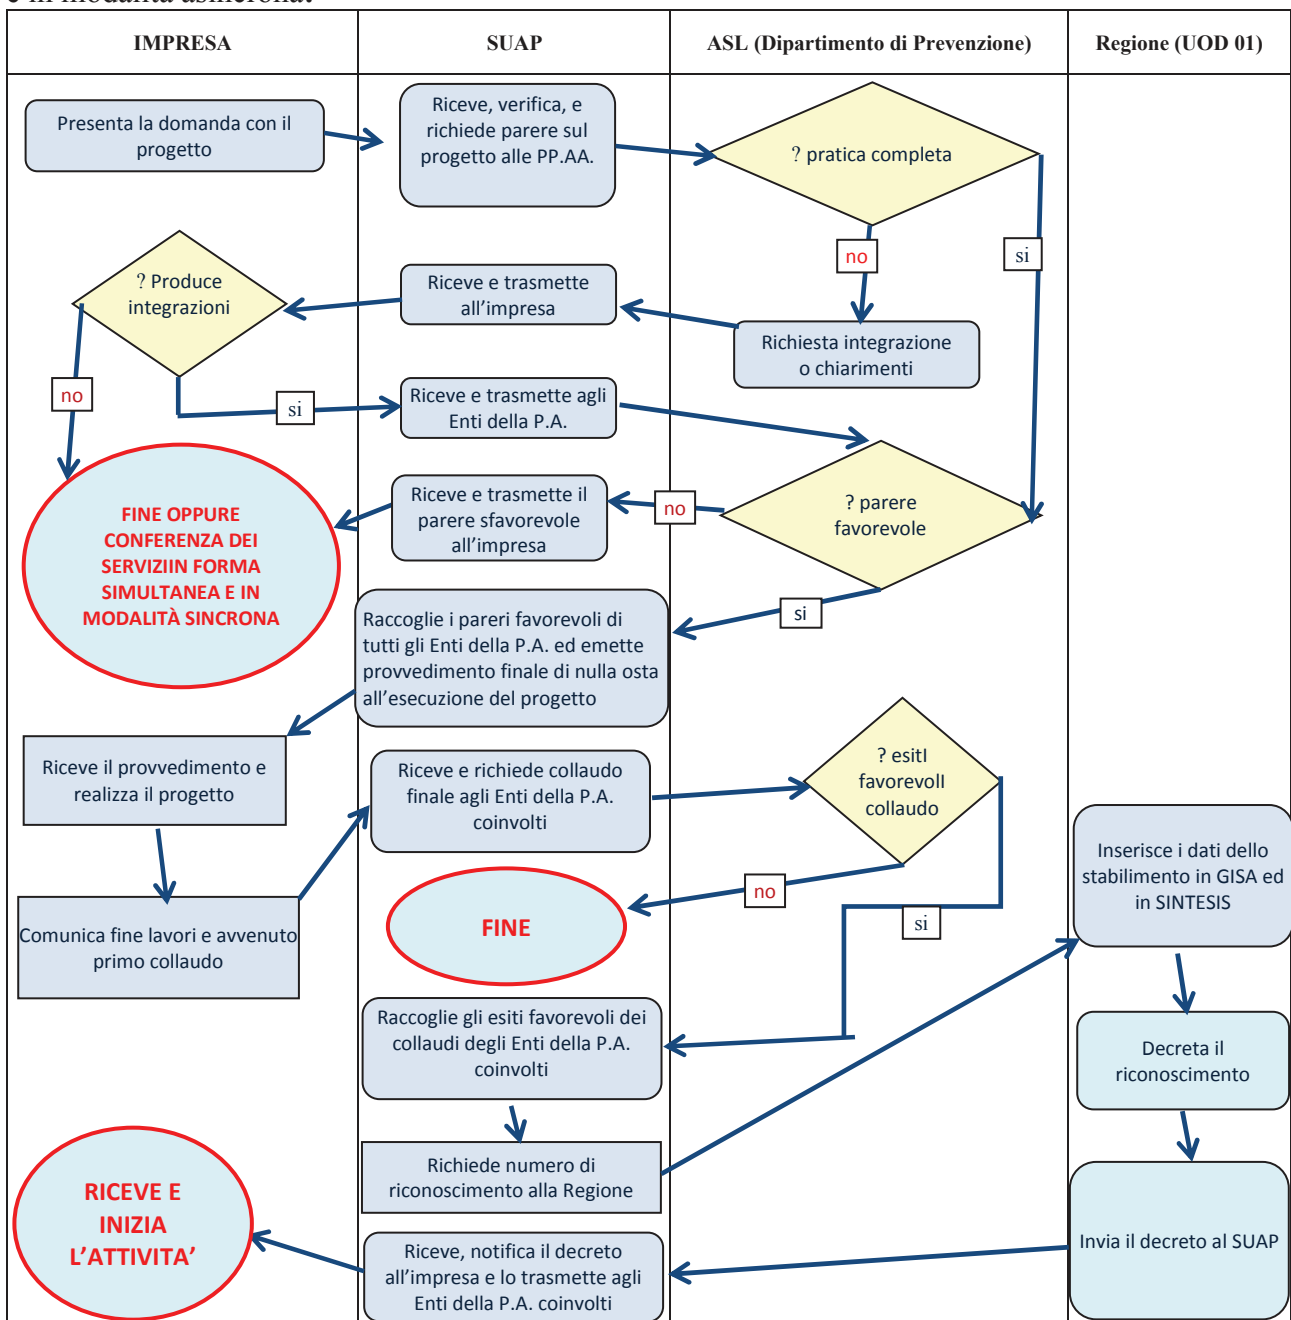 e in modalità asincrona:
IMPRESA
SUAP
ASL (Dipartimento di Prevenzione)
Regione (UOD 01)
Presenta la domanda con il
progetto
Riceve, verifica, e
richiede parere sul
progetto alle PP.AA.
? pratica completa
no
si
? Produce
integrazioni
Riceve e trasmette
all’impresa
Richiesta integrazione
o chiarimenti
no
si
Riceve e trasmette agli
Enti della P.A.
FINE OPPURE
CONFERENZA DEI
SERVIZIIN FORMA
SIMULTANEA E IN
MODALITÀ SINCRONA
Riceve e trasmette il
parere sfavorevole
all’impresa
no
? parere
favorevole
si
Raccoglie i pareri favorevoli di
tutti gli Enti della P.A. ed emette
provvedimento finale di nulla osta
all’esecuzione del progetto
Riceve il provvedimento e
realizza il progetto
Riceve e richiede collaudo
finale agli Enti della P.A.
coinvolti
? esitI
favorevolI
collaudo
Inserisce i dati dello
stabilimento in GISA ed
in SINTESIS
no
si
FINE
Comunica fine lavori e avvenuto
primo collaudo
Raccoglie gli esiti favorevoli dei
collaudi degli Enti della P.A.
coinvolti
Decreta il
riconoscimento
Richiede numero di
riconoscimento alla Regione
RICEVE E
INIZIA
L’ATTIVITA’
Riceve, notifica il decreto
all’impresa e lo trasmette agli
Enti della P.A. coinvolti
Invia il decreto al SUAP